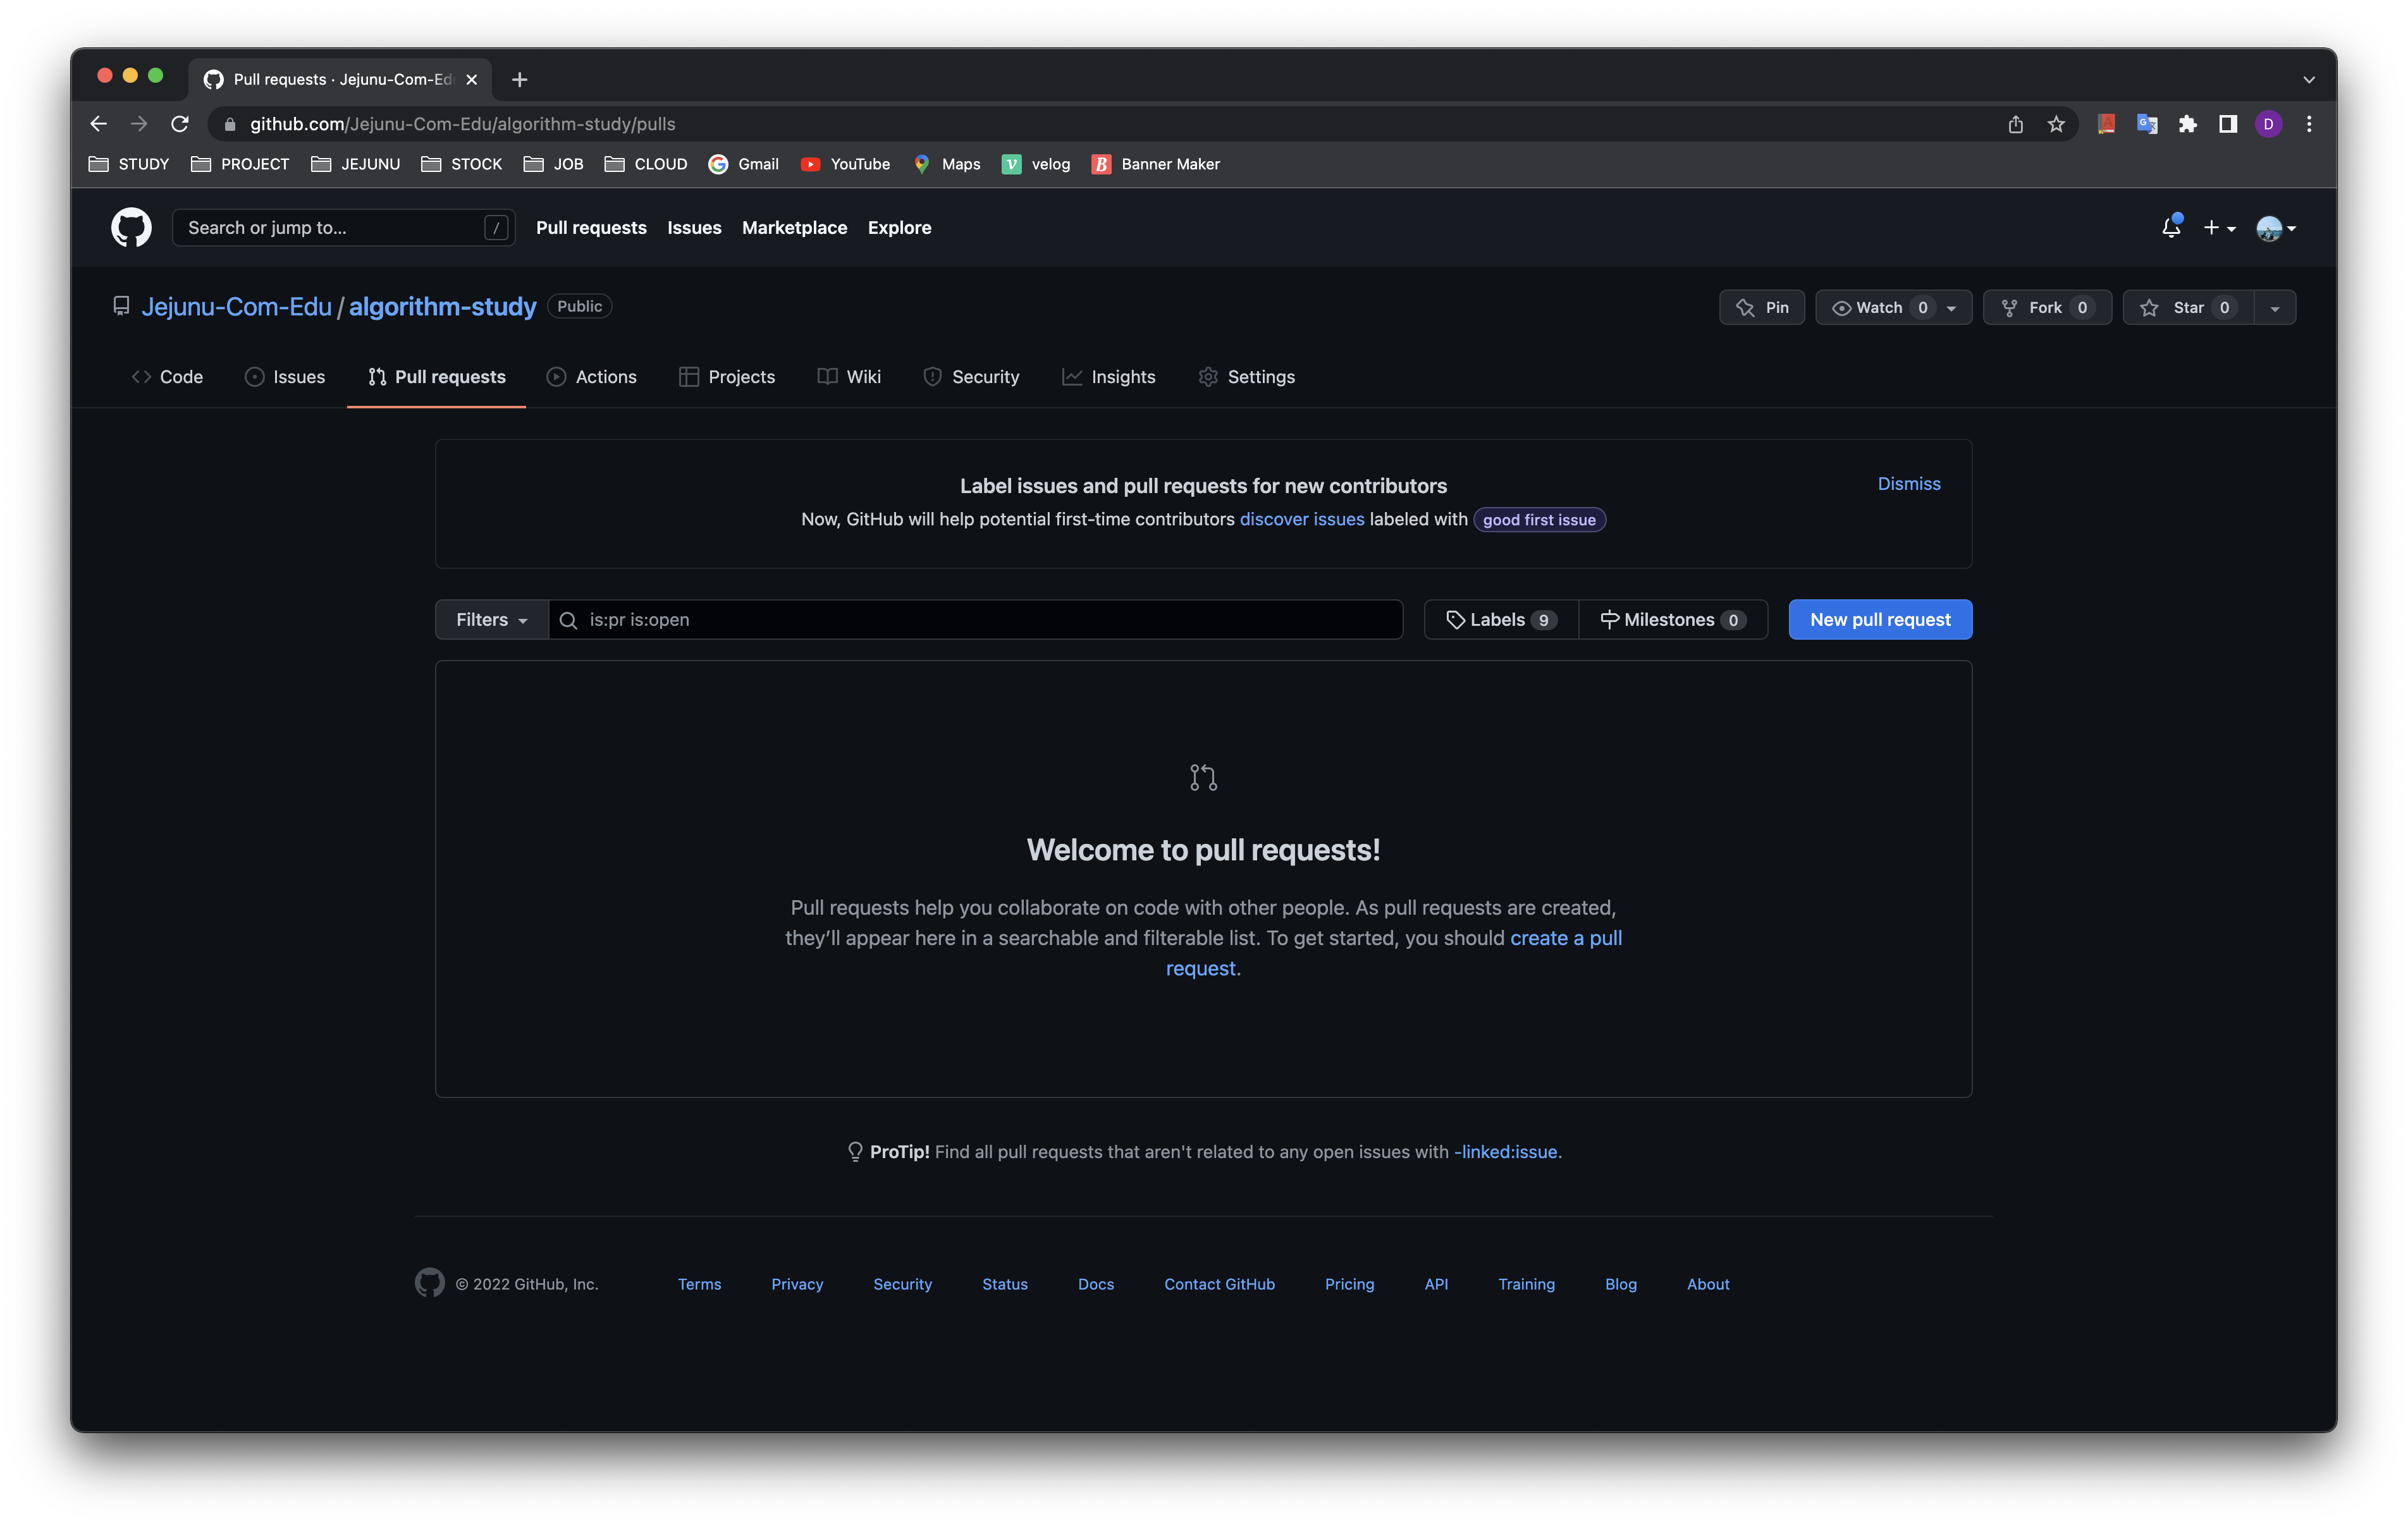 Pull requests · Jejunu-Com-Ed
github.com/Jejunu-Com-Edu/algorithm-study/pulls
D
STUDY PROJECT JEJUNU STOCK JOB CLOUD Gmail YouTube Maps velog Banner Maker
Search or jump to... / Pull requests Issues Marketplace Explore
Jejunu-Com-Edu / algorithm-study Public Pin Watch 0 Fork 0 Star 0
Code Issues Pull requests Actions Projects Wiki Security Insights Settings
Label issues and pull requests for new contributors Dismiss
Now, GitHub will help potential first-time contributors discover issues labeled with good first issue
Filters is:pr is:open Labels 9 Milestones 0 New pull request
Welcome to pull requests!
Pull requests help you collaborate on code with other people. As pull requests are created,
they’ll appear here in a searchable and filterable list. To get started, you should create a pull
request.
ProTip! Find all pull requests that aren't related to any open issues with -linked:issue.
© 2022 GitHub, Inc. Terms Privacy Security Status Docs Contact GitHub Pricing API Training Blog About